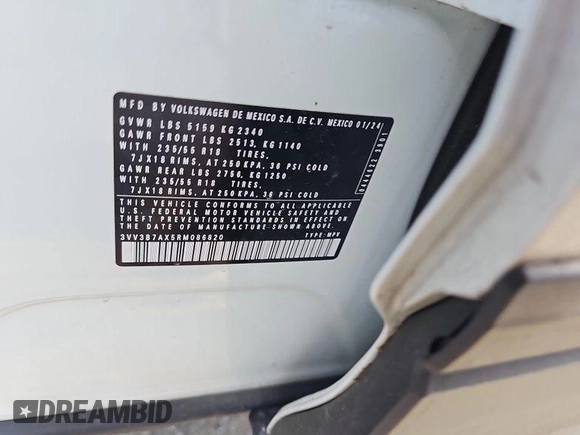 MFD BY VOLKSWAGEN DE MEXICO S.A. DE C.V. MEXICO 01/24
GVWR LBS 5159 KG 2340
GAWR FRONT LBS 2513, KG 1140
WITH 235/55 R18 TIRES,
7JX18 RIMS, AT 250 KPA, 36 PSI COLD
GAWR REAR LBS 2756, KG 1250
WITH 235/55 R18 TIRES,
7JX18 RIMS, AT 250 KPA, 36 PSI COLD
THIS VEHICLE CONFORMS TO ALL APPLICABLE
U.S. FEDERAL MOTOR VEHICLE SAFETY AND
THEFT PREVENTION STANDARDS IN EFFECT ON
THE DATE OF MANUFACTURE SHOWN ABOVE.
TYPE: MPV
3VV3B7AX5RM086820
DREAMBID